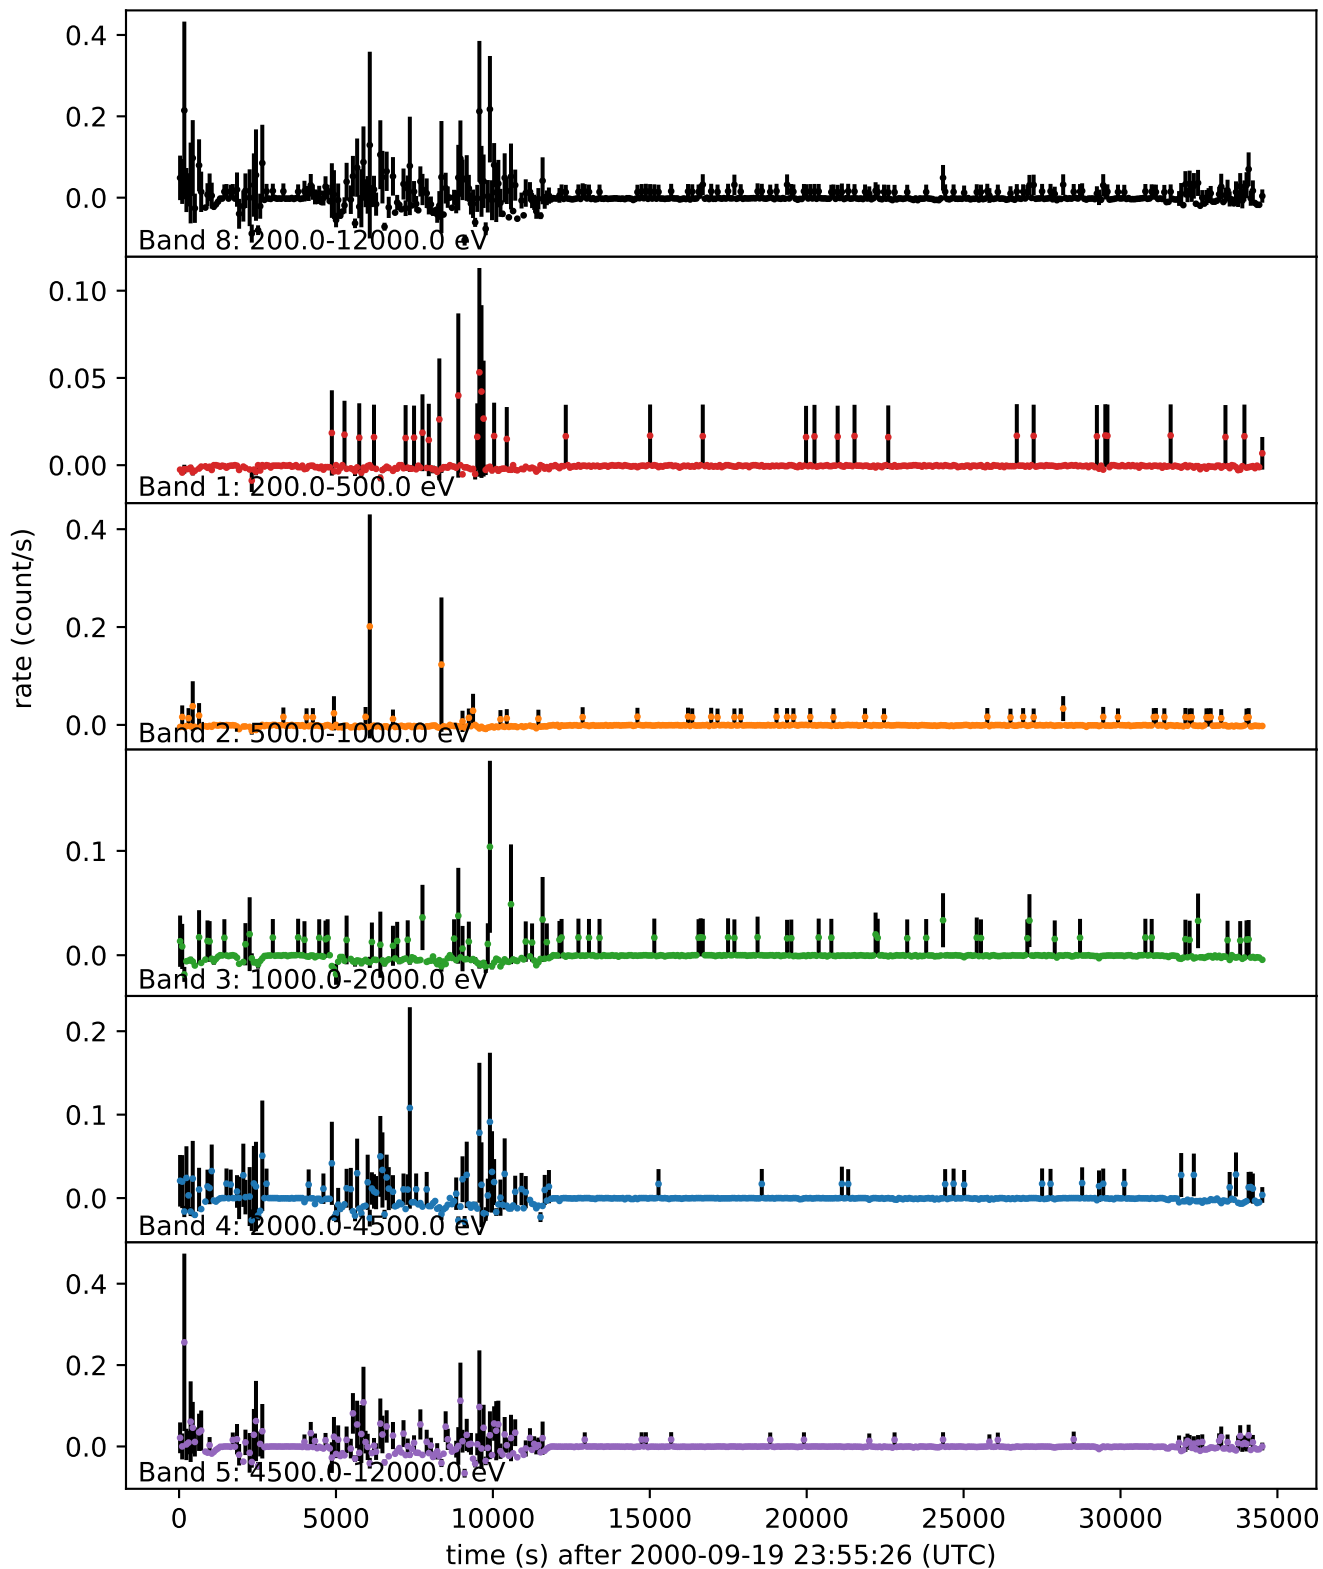 0.4
0.2
0.0
Band 8: 200.0-12000.0 eV
0.10
0.05
0.00
Band 1: 200.0-500.0 eV
0.4
0.2
0.0
Band 2: 500.0-1000.0 eV
rate (count/s)
0.1
0.0
Band 3: 1000.0-2000.0 eV
0.2
0.1
0.0
Band 4: 2000.0-4500.0 eV
0.4
0.2
0.0
Band 5: 4500.0-12000.0 eV
0 5000 10000 15000 20000 25000 30000 35000
time (s) after 2000-09-19 23:55:26 (UTC)